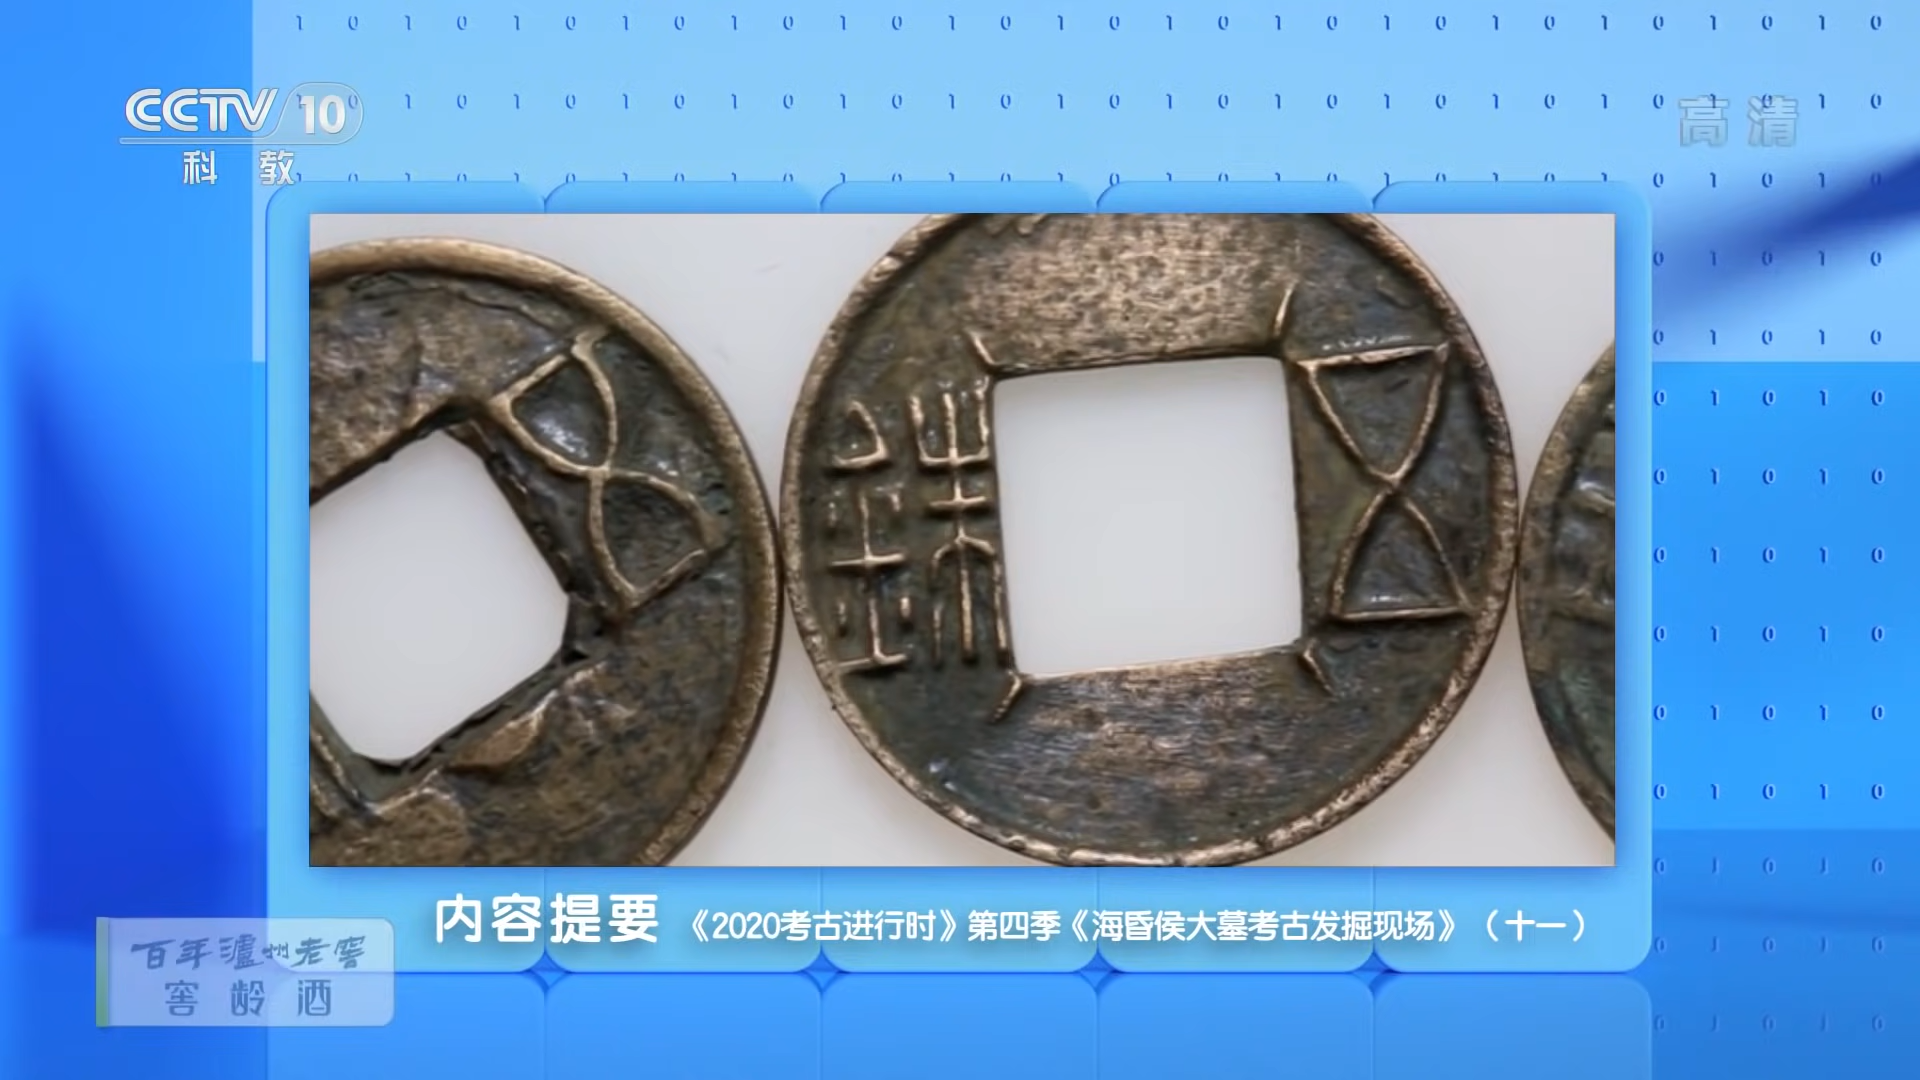 CCTV 10
科 教
高清
五銖
内容提要 《2020考古进行时》第四季《海昏侯大墓考古发掘现场》（十一）
百年泸州老窖
窖龄酒